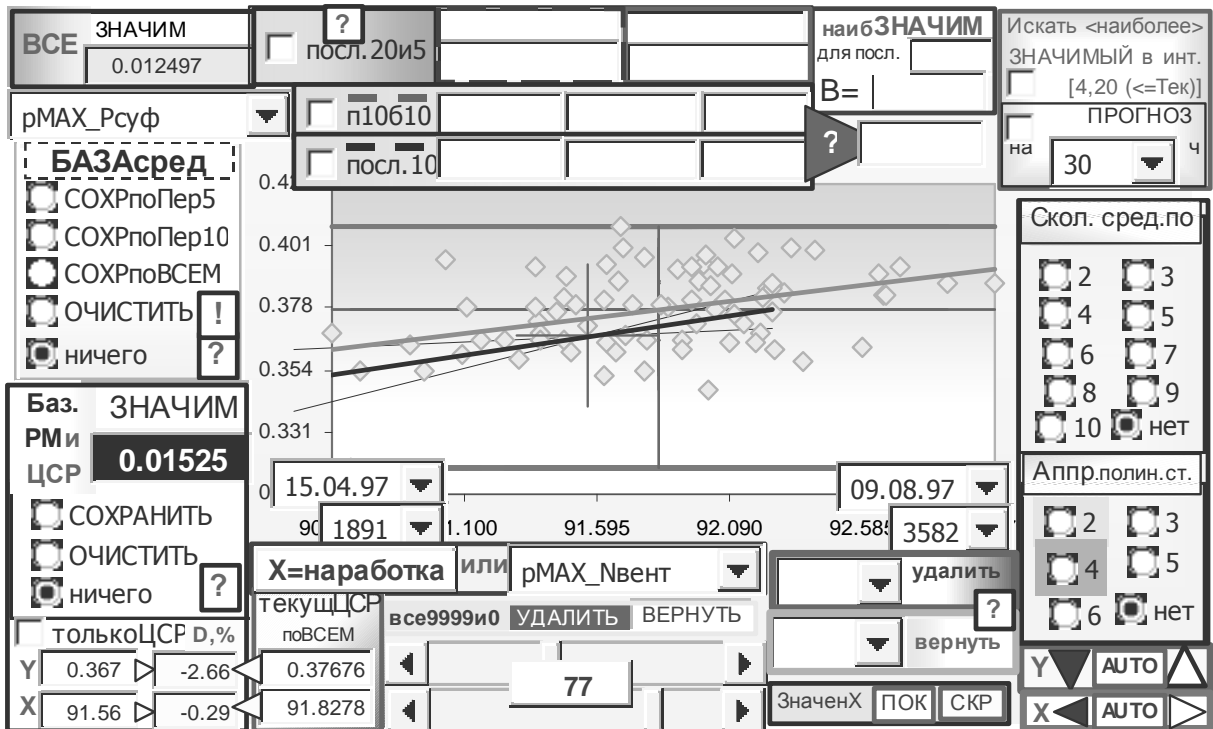 ВСЕ
ЗНАЧИМ
0.012497
?
посл.20и5
наибЗНАЧИМ
для посл.
В=
Искать <наиболее>
ЗНАЧИМЫЙ в инт.
[4,20 (<=Тек)]
рМАХ_Рсуф
п10б10
посл.10
?
ПРОГНОЗ
на
30
ч
БАЗАсред
СОХРпоПер5
СОХРпоПер10
СОХРпоВСЕМ
ОЧИСТИТЬ
!
ничего
?
0.401
0.378
0.354
0.331
Скол. сред.по
2 3
4 5
6 7
8 9
10 нет
Баз.
ЗНАЧИМ
РМи
ЦСР
0.01525
СОХРАНИТЬ
ОЧИСТИТЬ
ничего
?
15.04.97
09.08.97
1891
91.595
92.090
3582
Аппр.полин.ст.
2 3
4 5
6 нет
Х=наработка
или
рМАХ_Nвент
удалить
?
вернуть
текущЦСР
поВСЕМ
все9999и0
УДАЛИТЬ
ВЕРНУТЬ
толькоЦСР
D,%
Y
0.367
-2.66
0.37676
77
X
91.56
-0.29
91.8278
ЗначенХ
ПОК
СКР
Y
AUTO
X
AUTO